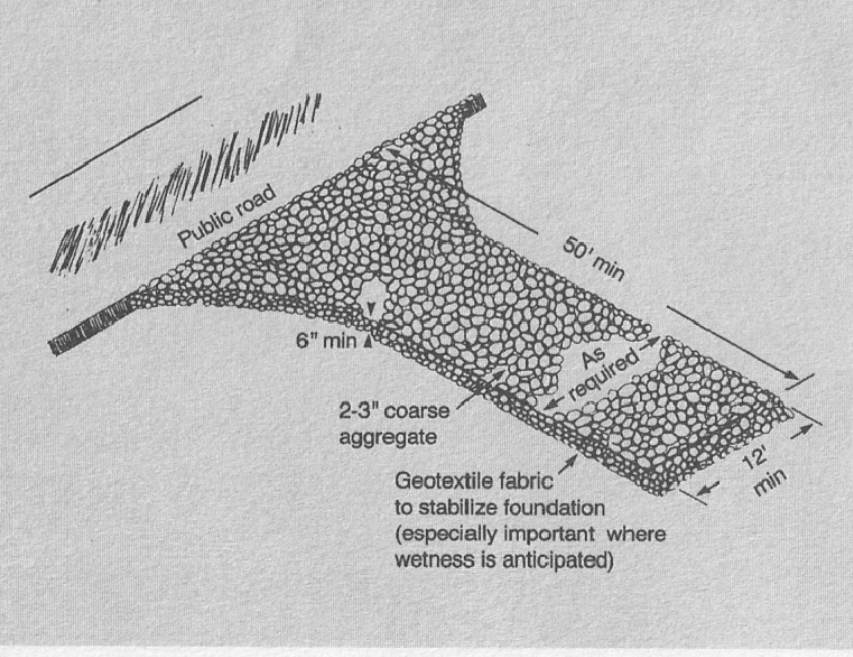 Public road
50' min
6" min
As
required
2-3" coarse
aggregate
12'
min
Geotextile fabric
to stabilize foundation
(especially important where
wetness is anticipated)